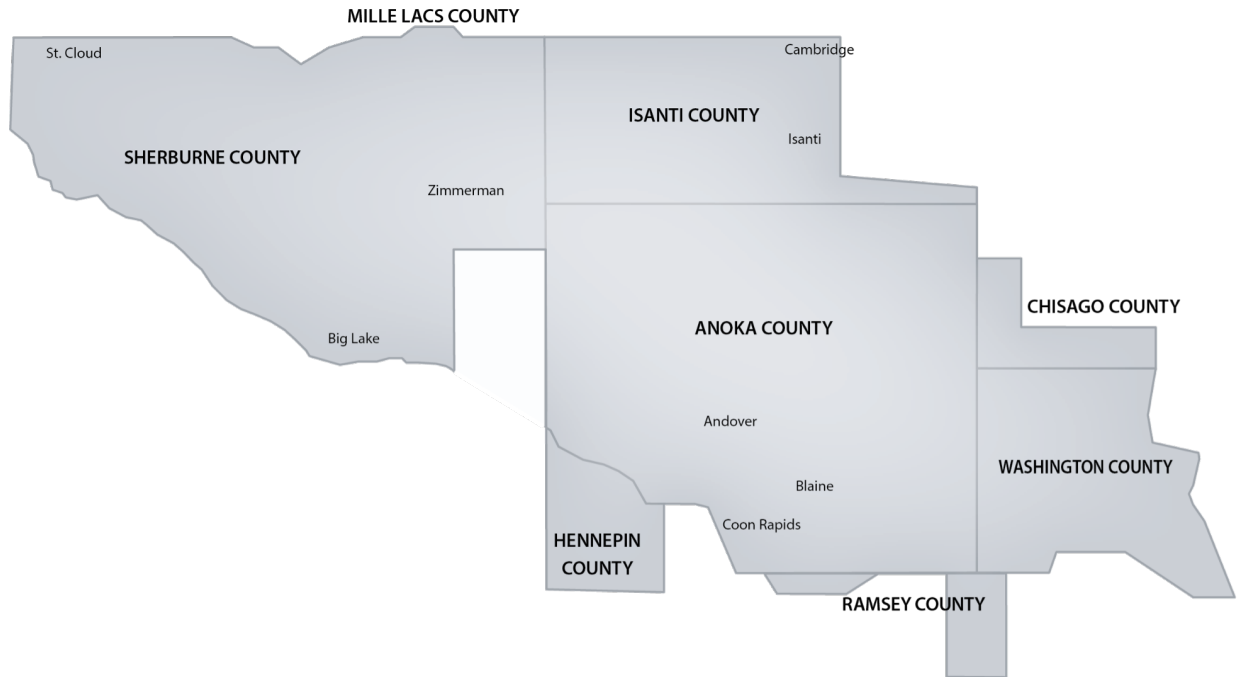 MILLE LACS COUNTY
St. Cloud
Cambridge
ISANTI COUNTY
Isanti
SHERBURNE COUNTY
Zimmerman
CHISAGO COUNTY
ANOKA COUNTY
Big Lake
Andover
WASHINGTON COUNTY
Blaine
Coon Rapids
HENNEPIN
COUNTY
RAMSEY COUNTY